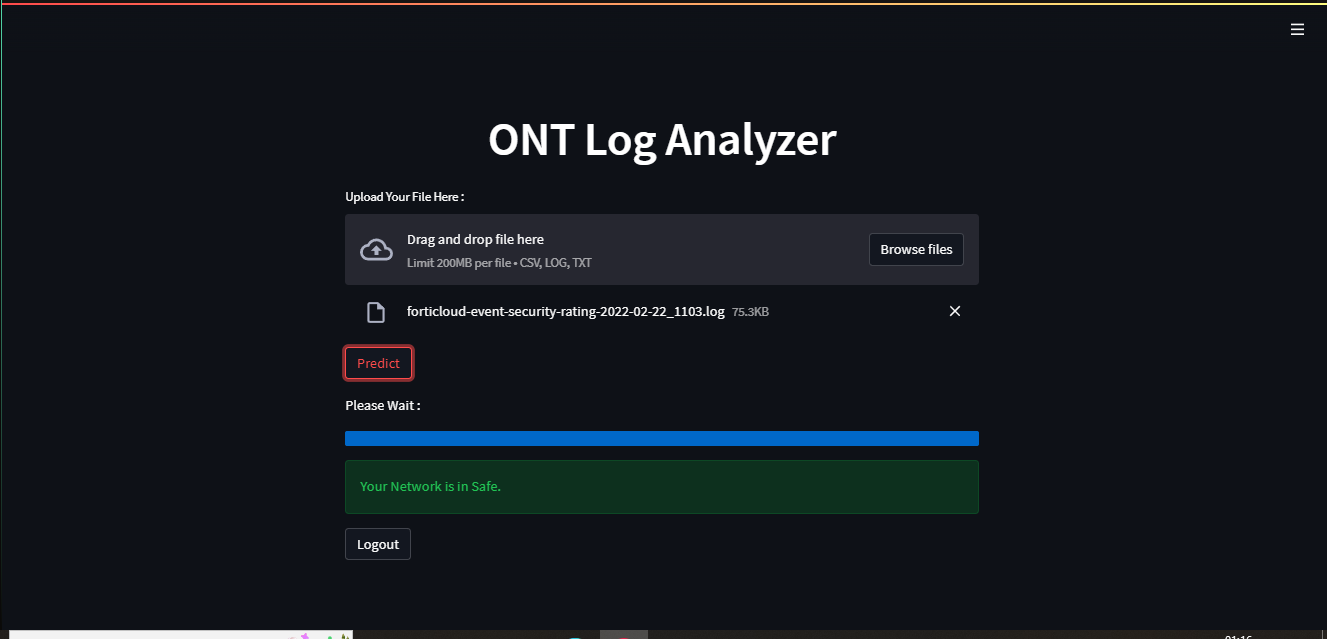 ONT Log Analyzer
Upload Your File Here :
Drag and drop file here
Limit 200MB per file • CSV, LOG, TXT
Browse files
forticloud-event-security-rating-2022-02-22_1103.log 75.3KB
Predict
Please Wait :
Your Network is in Safe.
Logout